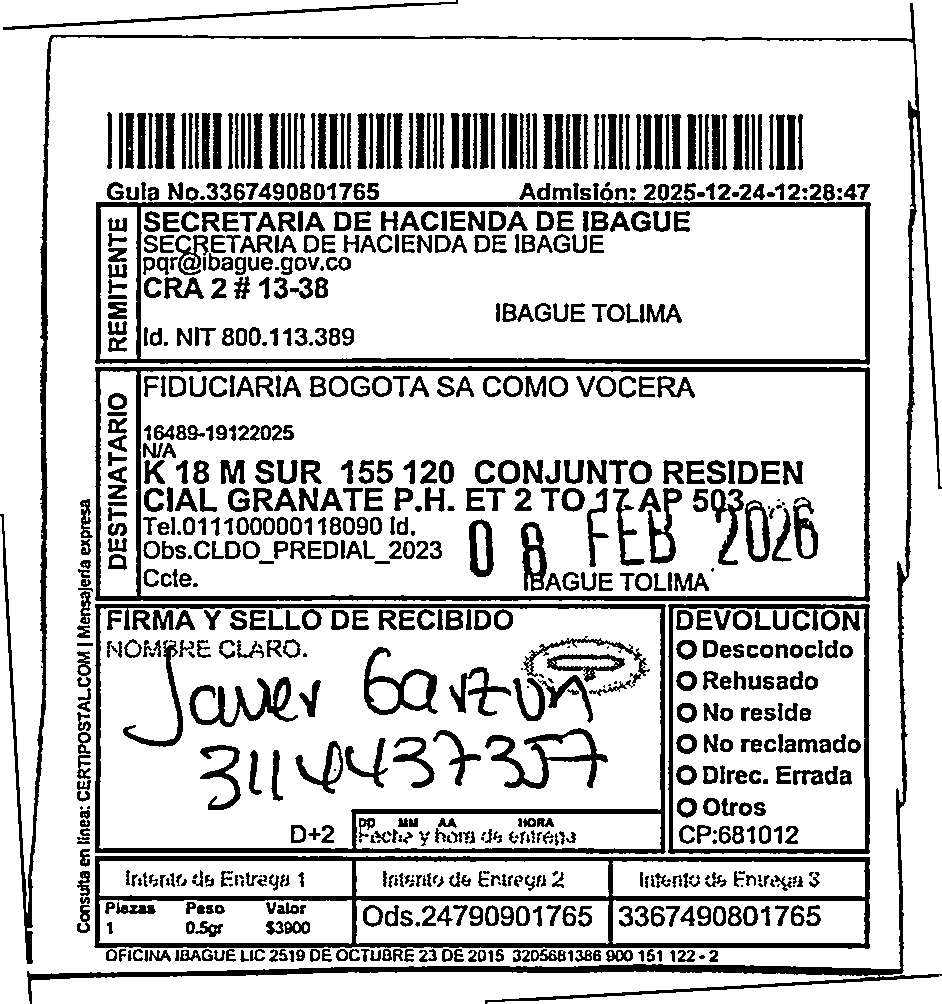 Guia No.3367490801765 Admisión: 2025-12-24-12:28:47
REMITENTE
SECRETARIA DE HACIENDA DE IBAGUE
SECRETARIA DE HACIENDA DE IBAGUE
pqr@ibague.gov.co
CRA 2 # 13-38
IBAGUE TOLIMA
Id. NIT 800.113.389
DESTINATARIO
FIDUCIARIA BOGOTA SA COMO VOCERA
16489-19122025
N/A
K 18 M SUR 155 120 CONJUNTO RESIDEN
CIAL GRANATE P.H. ET 2 TO 17 AP 503
Tel.011100000118090 Id.
Obs.CLDO_PREDIAL_2023
08 FEB 2026
Ccte.
IBAGUE TOLIMA
FIRMA Y SELLO DE RECIBIDO
NOMBRE CLARO.
Javier Garzon
3114437357
D+2
DD MM AA HORA
Fecha y hora de entrega
DEVOLUCION
Desconocido
Rehusado
No reside
No reclamado
Direc. Errada
Otros
CP:681012
Intento de Entrega 1 Intento de Entrega 2 Intento de Entrega 3
Piezas Peso Valor
1 0.5gr $3900
Ods.24790901765 3367490801765
OFICINA IBAGUE LIC 2519 DE OCTUBRE 23 DE 2015 3205681386 900 151 122 - 2
Consulta en línea: CERTIPOSTAL.COM | Mensajería expresa